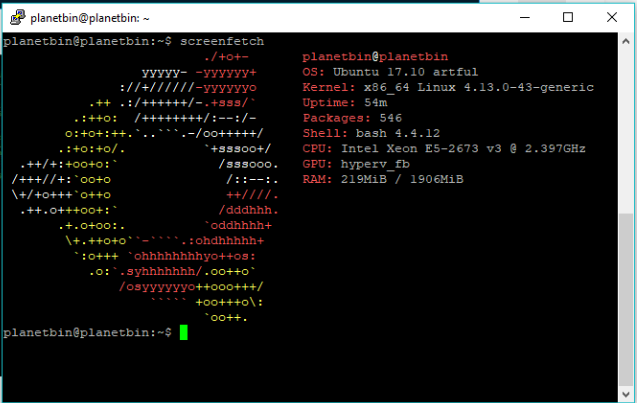 planetbin@planetbin: ~
planetbin@planetbin:~$ screenfetch
                          ./+o+-       planetbin@planetbin
                  yyyyy- -yyyyyy+      OS: Ubuntu 17.10 artful
               ://+//////-yyyyyyo      Kernel: x86_64 Linux 4.13.0-43-generic
           .++ .:/++++++/-.+sss/`      Uptime: 54m
         .:++o:  /++++++++/:--:/-      Packages: 546
        o:+o+:++.`..```.-/oo+++++/     Shell: bash 4.4.12
       .:+o:+o/.          `+sssoo+/    CPU: Intel Xeon E5-2673 v3 @ 2.397GHz
  .++/+:+oo+o:`             /sssooo.   GPU: hyperv_fb
 /+++//+:`oo+o               /::--:.   RAM: 219MiB / 1906MiB
 \+/+o+++`o++o               ++////.
  .++.o+++oo+:`             /dddhhh.
       .+.o+oo:.          `oddhhhh+
        \+.++o+o``-````.:ohdhhhhh+
         `:o+++ `ohhhhhhhhyo++os:
           .o:`.syhhhhhhh/.oo++o`
               /osyyyyyyo++ooo+++/
                   ````` +oo+++o\:
                          `oo++.
planetbin@planetbin:~$